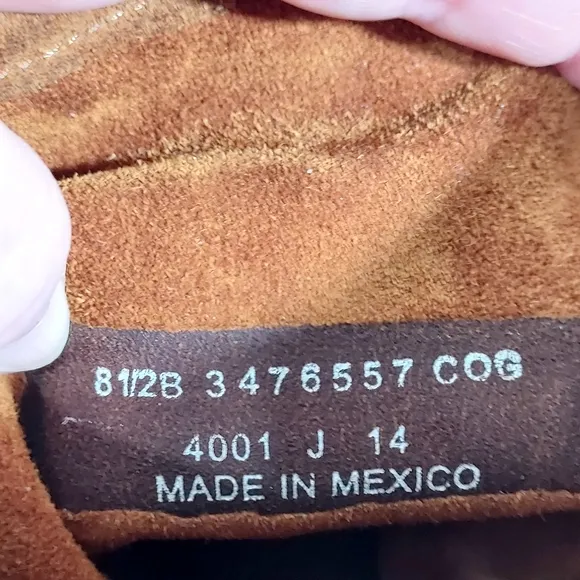 81/2B 3476557 COG
4001 J 14
MADE IN MEXICO